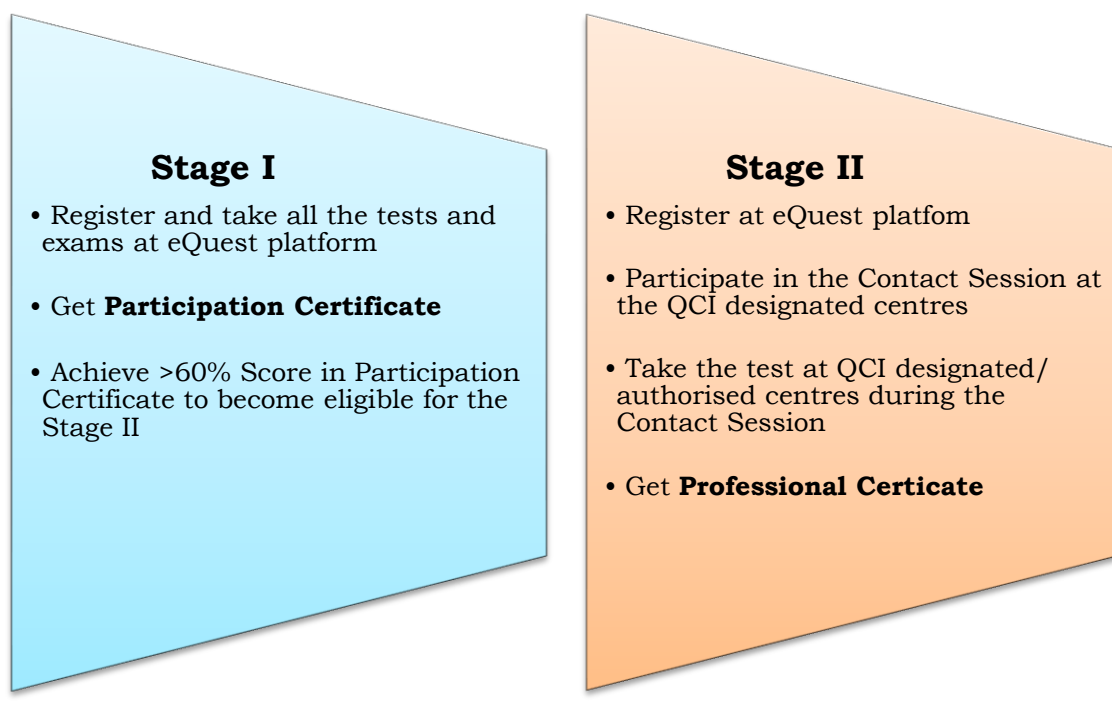 Stage I
• Register and take all the tests and
exams at eQuest platform
• Get Participation Certificate
• Achieve >60% Score in Participation
Certificate to become eligible for the
Stage II
Stage II
• Register at eQuest platfom
• Participate in the Contact Session at
the QCI designated centres
• Take the test at QCI designated/
authorised centres during the
Contact Session
• Get Professional Certicate